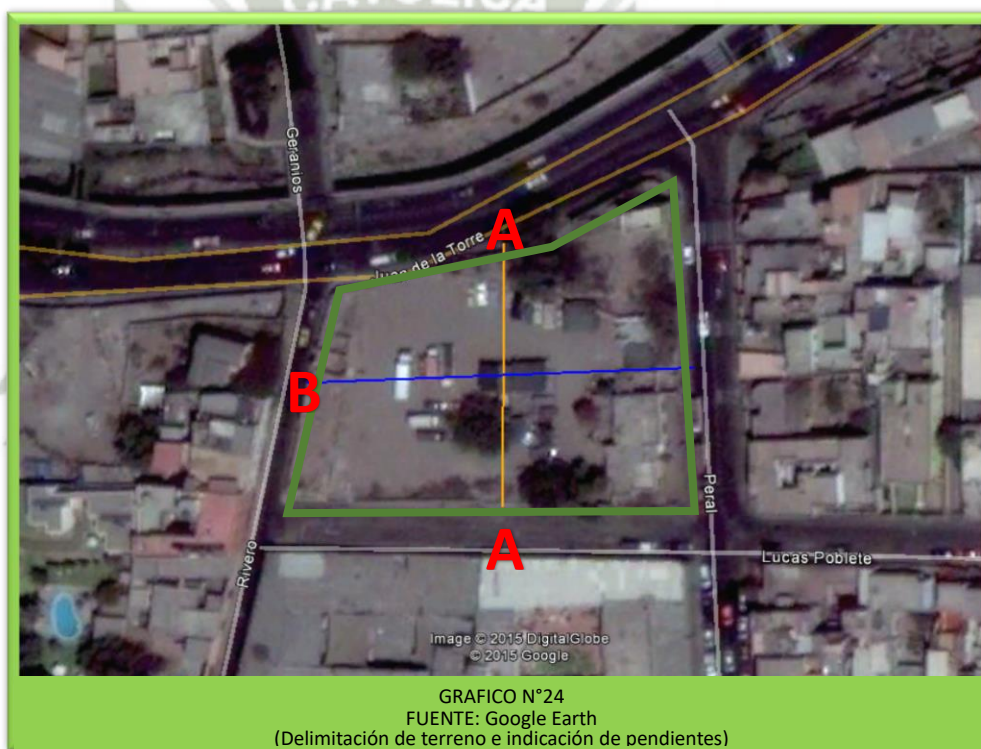 CATOLICA
Geranios
A
Juan de la Torre
B
Peral
A
Rivero
Lucas Poblete
Image © 2015 DigitalGlobe
© 2015 Google
GRAFICO N°24
FUENTE: Google Earth
(Delimitación de terreno e indicación de pendientes)